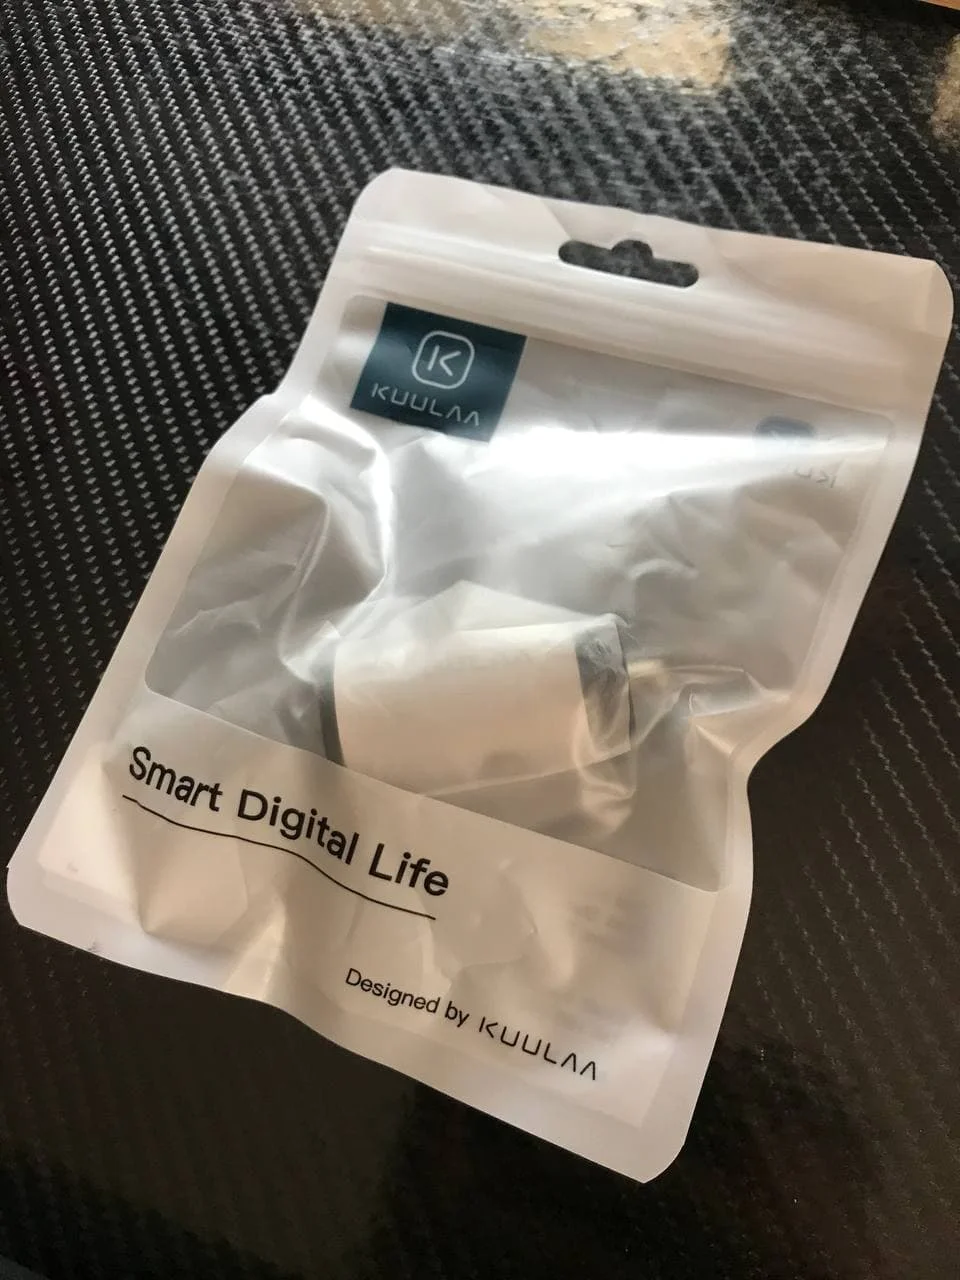 K
KUULAA
Smart Digital Life
Designed by KUULAA